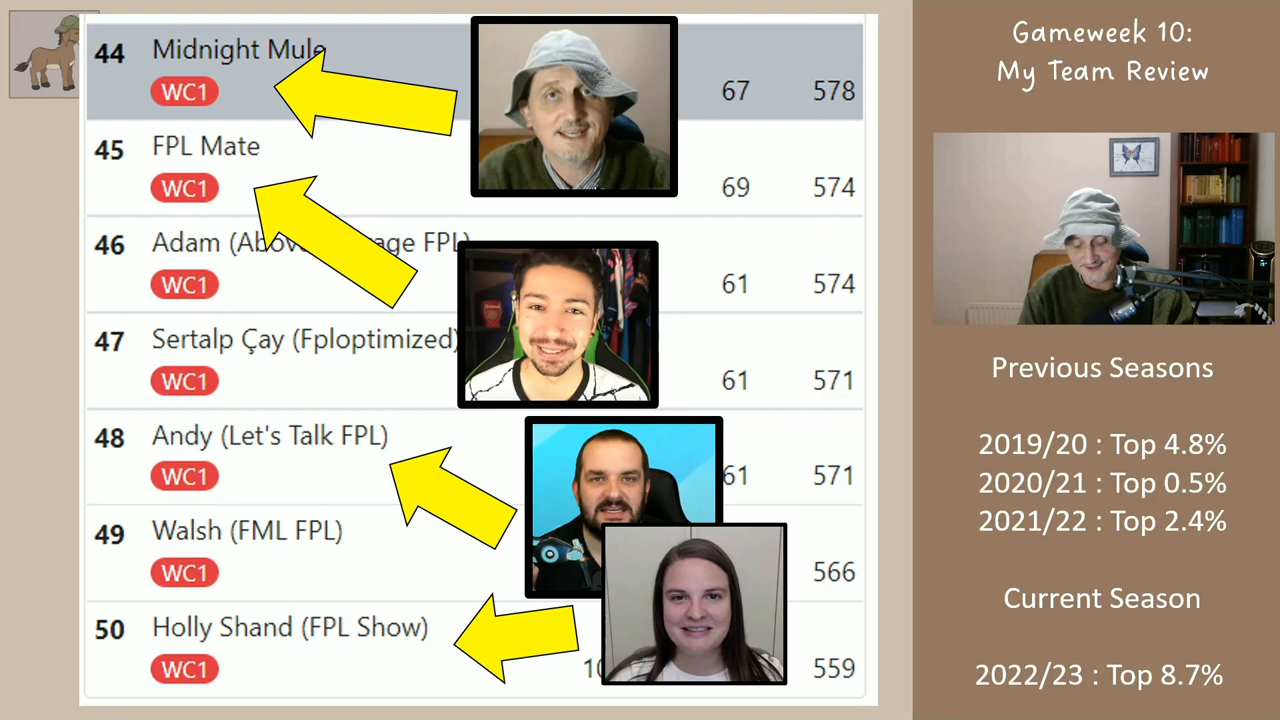 44 Midnight Mule
WC1 67 578
45 FPL Mate
WC1 69 574
46 Adam (Above Average FPL)
WC1 61 574
47 Sertalp Çay (Fploptimized)
WC1 61 571
48 Andy (Let's Talk FPL)
WC1 61 571
49 Walsh (FML FPL)
WC1 566
50 Holly Shand (FPL Show)
WC1 559
Gameweek 10:
My Team Review
Previous Seasons
2019/20 : Top 4.8%
2020/21 : Top 0.5%
2021/22 : Top 2.4%
Current Season
2022/23 : Top 8.7%